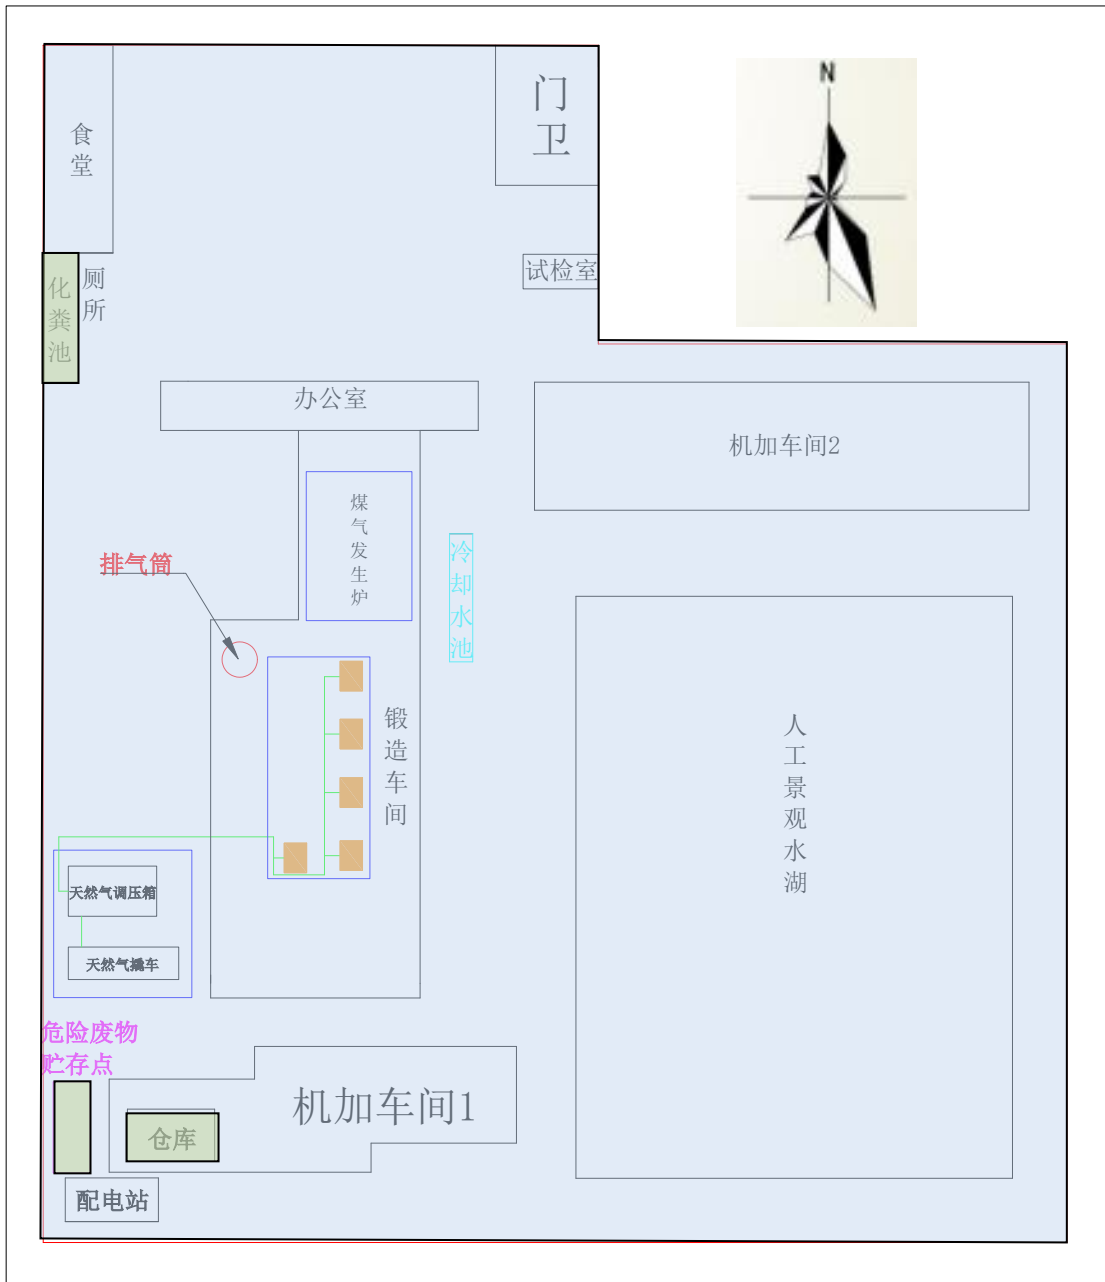 N
门卫
食堂
试检室
厕所
化粪池
办公室
机加车间2
煤气发生炉
冷却水池
排气筒
锻造车间
人工景观水湖
天然气调压箱
天然气撬车
危险废物
贮存点
机加车间1
仓库
配电站